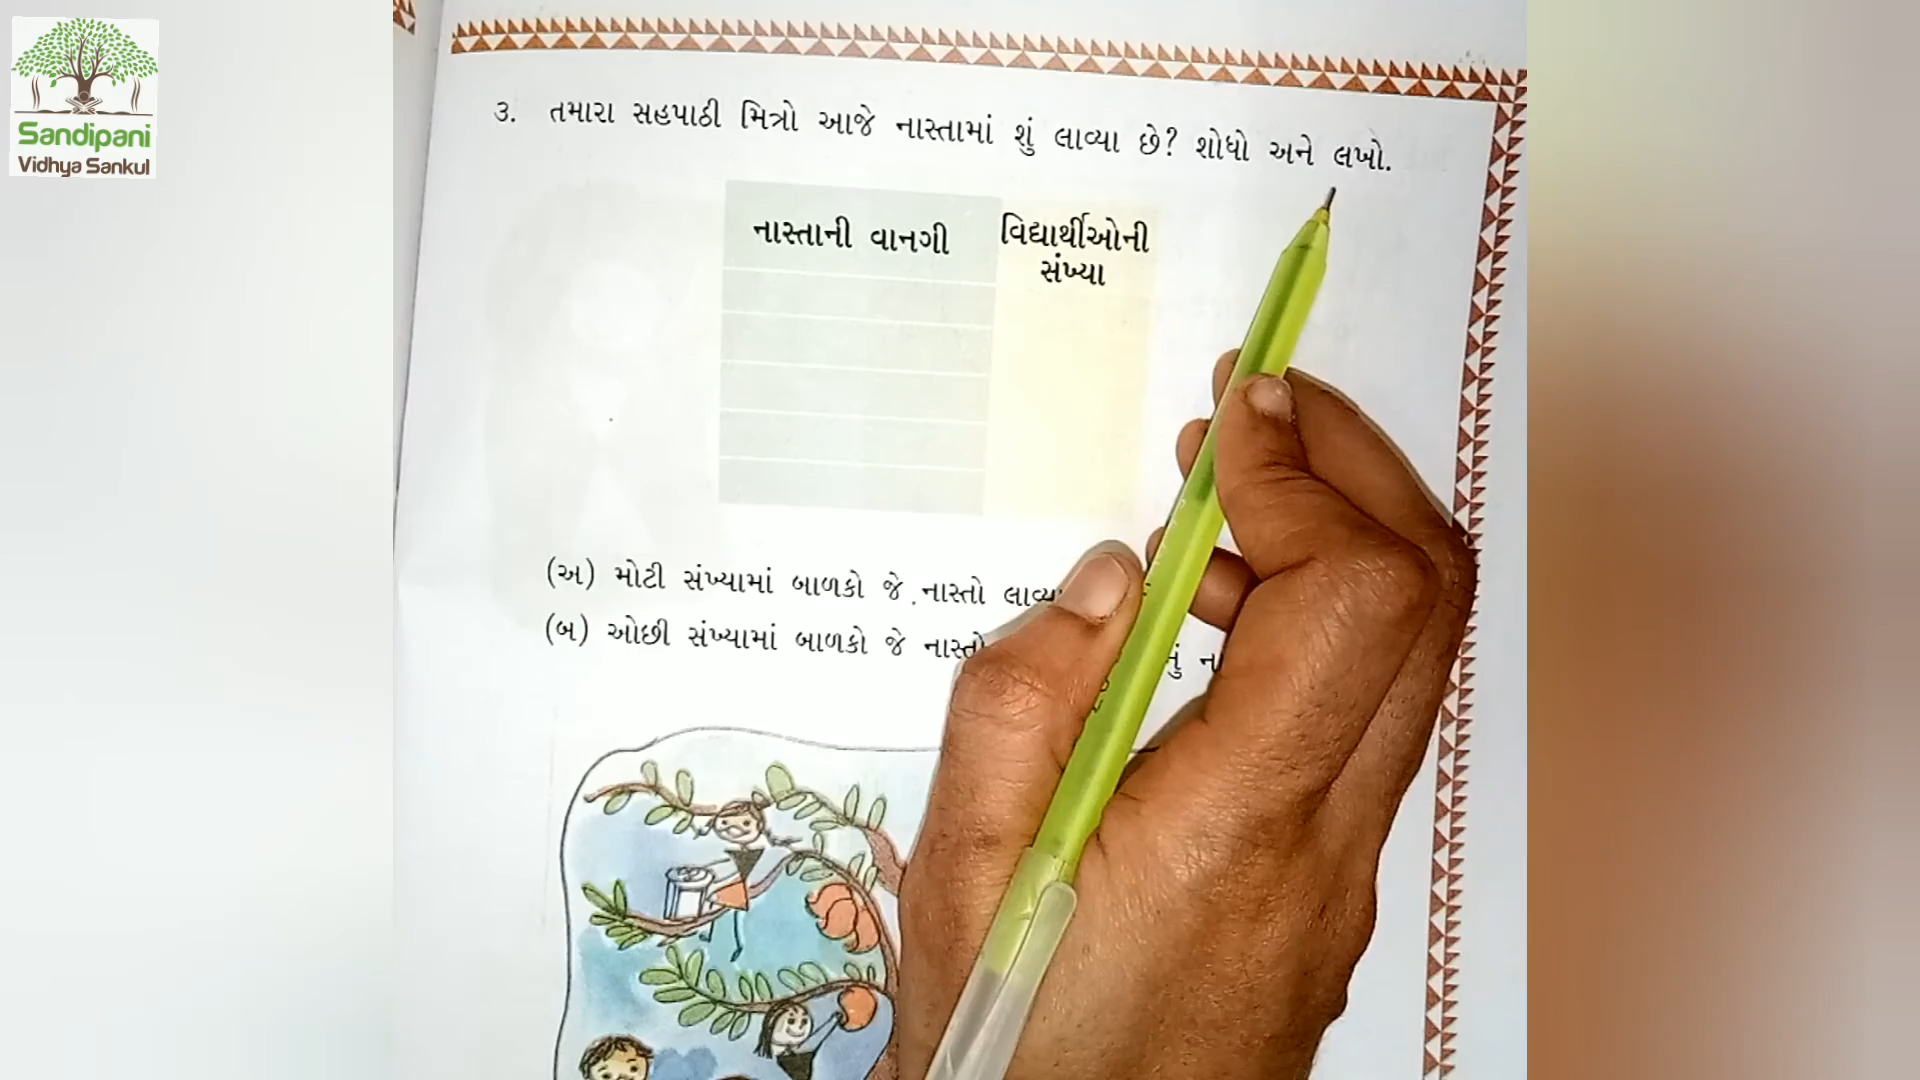 Sandipani
Vidhya Sankul
૩. તમારા સહપાઠી મિત્રો આજે નાસ્તામાં શું લાવ્યા છે? શોધો અને લખો.
નાસ્તાની વાનગી
વિદ્યાર્થીઓની
સંખ્યા
(અ) મોટી સંખ્યામાં બાળકો જે નાસ્તો
(બ) ઓછી સંખ્યામાં બાળકો જે નાસ્તો